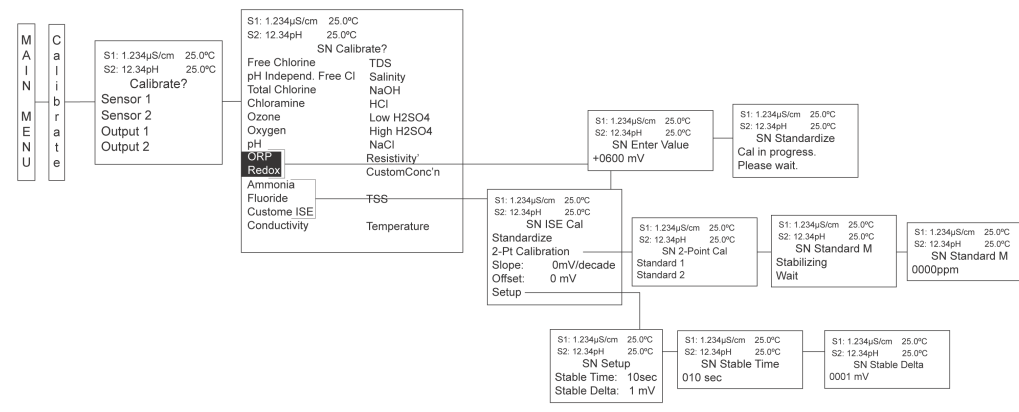 MAIN MENU
Calibrate
S1: 1.234µS/cm 25.0ºC
S2: 12.34pH 25.0ºC
Calibrate?
Sensor 1
Sensor 2
Output 1
Output 2
S1: 1.234µS/cm 25.0ºC
S2: 12.34pH 25.0ºC
SN Calibrate?
Free Chlorine TDS
pH Independ. Free Cl Salinity
Total Chlorine NaOH
Chloramine HCl
Ozone Low H2SO4
Oxygen High H2SO4
pH NaCl
ORP Resistivity'
Redox CustomConc'n
Ammonia
Fluoride TSS
Custome ISE
Conductivity Temperature
S1: 1.234µS/cm 25.0ºC
S2: 12.34pH 25.0ºC
SN Enter Value
+0600 mV
S1: 1.234µS/cm 25.0ºC
S2: 12.34pH 25.0ºC
SN Standardize
Cal in progress.
Please wait.
S1: 1.234µS/cm 25.0ºC
S2: 12.34pH 25.0ºC
SN ISE Cal
Standardize
2-Pt Calibration
Slope: 0mV/decade
Offset: 0 mV
Setup
S1: 1.234µS/cm 25.0ºC
S2: 12.34pH 25.0ºC
SN 2-Point Cal
Standard 1
Standard 2
S1: 1.234µS/cm 25.0ºC
S2: 12.34pH 25.0ºC
SN Standard M
Stabilizing
Wait
S1: 1.234µS/cm 25.0ºC
S2: 12.34pH 25.0ºC
SN Standard M
0000ppm
S1: 1.234µS/cm 25.0ºC
S2: 12.34pH 25.0ºC
SN Setup
Stable Time: 10sec
Stable Delta: 1 mV
S1: 1.234µS/cm 25.0ºC
S2: 12.34pH 25.0ºC
SN Stable Time
010 sec
S1: 1.234µS/cm 25.0ºC
S2: 12.34pH 25.0ºC
SN Stable Delta
0001 mV